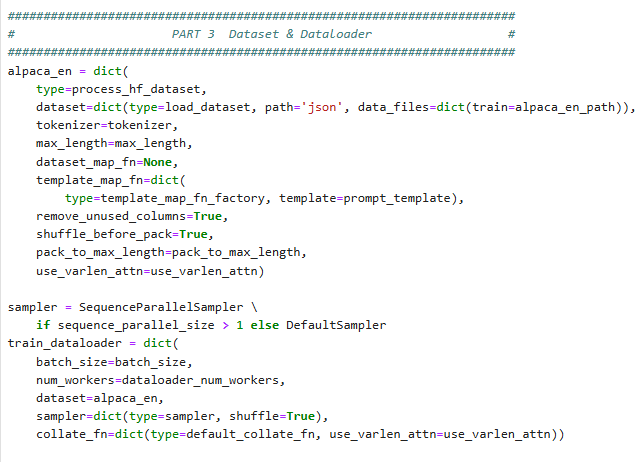 #######################################################################
#                      PART 3  Dataset & Dataloader                   #
#######################################################################
alpaca_en = dict(
    type=process_hf_dataset,
    dataset=dict(type=load_dataset, path='json', data_files=dict(train=alpaca_en_path)),
    tokenizer=tokenizer,
    max_length=max_length,
    dataset_map_fn=None,
    template_map_fn=dict(
        type=template_map_fn_factory, template=prompt_template),
    remove_unused_columns=True,
    shuffle_before_pack=True,
    pack_to_max_length=pack_to_max_length,
    use_varlen_attn=use_varlen_attn)

sampler = SequenceParallelSampler \
    if sequence_parallel_size > 1 else DefaultSampler
train_dataloader = dict(
    batch_size=batch_size,
    num_workers=dataloader_num_workers,
    dataset=alpaca_en,
    sampler=dict(type=sampler, shuffle=True),
    collate_fn=dict(type=default_collate_fn, use_varlen_attn=use_varlen_attn))